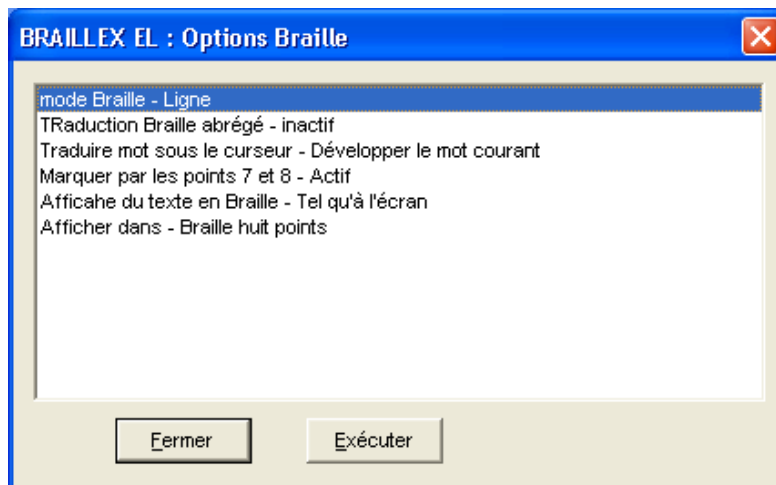 BRAILLEX EL : Options Braille
mode Braille - Ligne
TRaduction Braille abrégé - inactif
Traduire mot sous le curseur - Développer le mot courant
Marquer par les points 7 et 8 - Actif
Afficahe du texte en Braille - Tel qu'à l'écran
Afficher dans - Braille huit points
Fermer
Exécuter